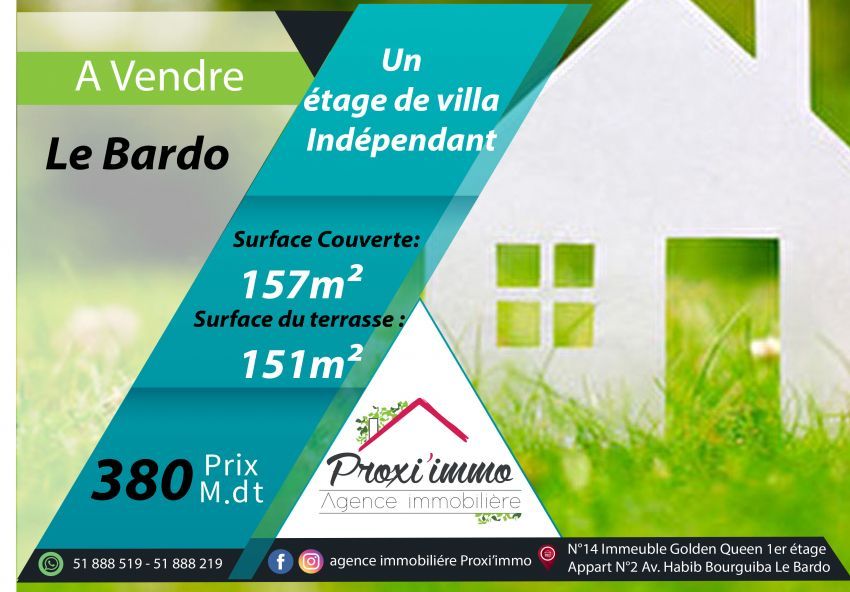 A Vendre
Le Bardo
Un
étage de villa
Indépendant
Surface Couverte:
157m²
Surface du terrasse :
151m²
380 Prix
M.dt
Proxi'immo
Agence immobilière
51 888 519 - 51 888 219
agence immobiliére Proxi'immo
N°14 Immeuble Golden Queen 1er étage
Appart N°2 Av. Habib Bourguiba Le Bardo